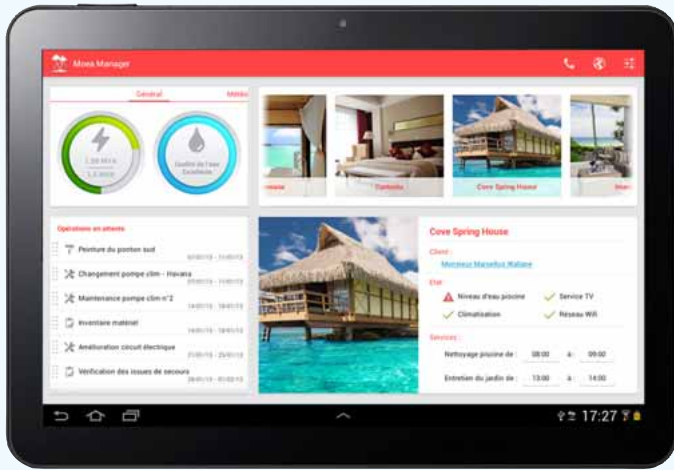 Moea Manager
Général
Météo
Qualité de l'eau
Excellente
Cove Spring House
Opérations en attente
Peinture du ponton sud
Changement pompe clim - Havana
Maintenance pompe clim n°2
Inventaire matériel
Amélioration circuit électrique
Vérification des issues de secours
Cove Spring House
Client :
Monsieur Marsellus Wallace
Etat
Niveau d'eau piscine
Service TV
Climatisation
Réseau Wifi
Services :
Nettoyage piscine de : 08:00 à : 09:00
Entretien du jardin de : 13:00 à : 14:00
17:27